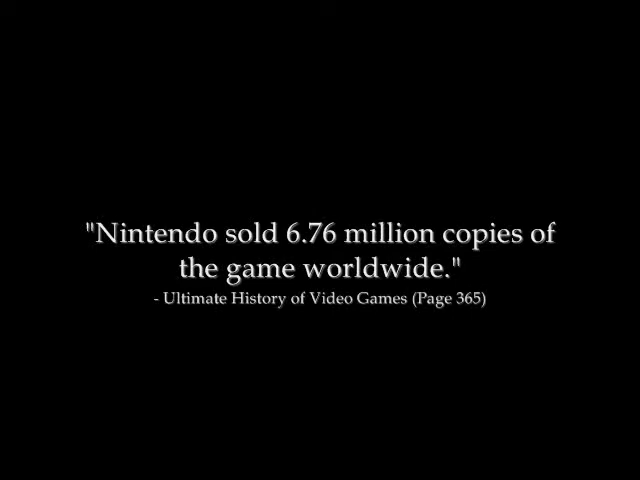 "Nintendo sold 6.76 million copies of
the game worldwide."
- Ultimate History of Video Games (Page 365)